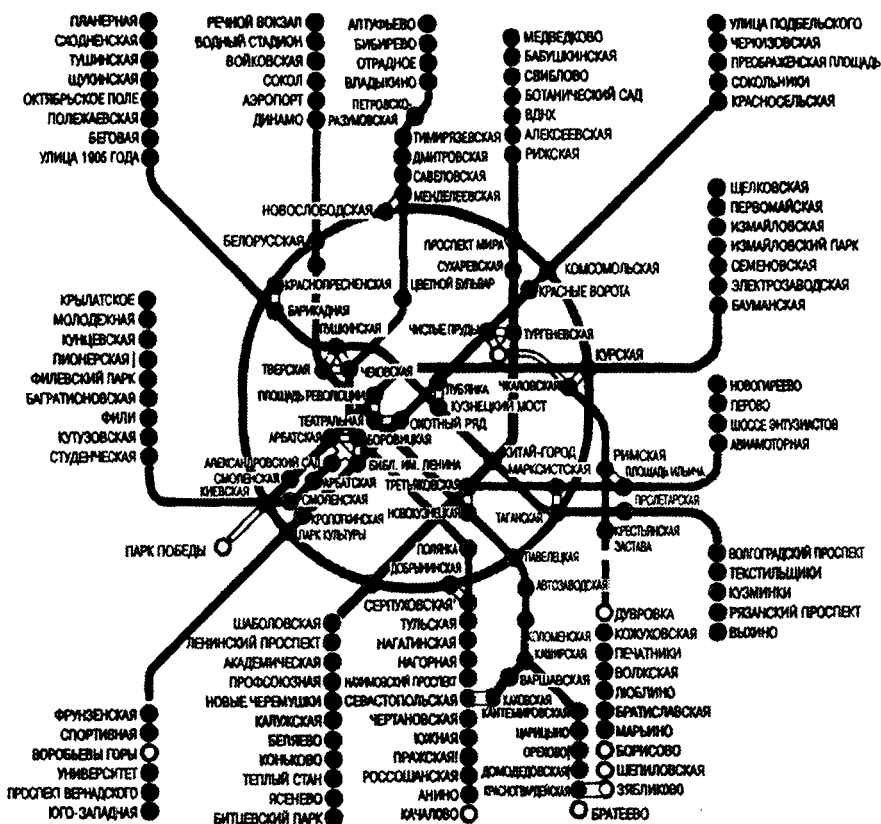 ПЛАНЕРНАЯ
СХОДНЕНСКАЯ
ТУШИНСКАЯ
ЩУКИНСКАЯ
ОКТЯБРЬСКОЕ ПОЛЕ
ПОЛЕЖАЕВСКАЯ
БЕГОВАЯ
УЛИЦА 1905 ГОДА
РЕЧНОЙ ВОКЗАЛ
ВОДНЫЙ СТАДИОН
ВОЙКОВСКАЯ
СОКОЛ
АЭРОПОРТ
ДИНАМО
АЛТУФЬЕВО
БИБИРЕВО
ОТРАДНОЕ
ВЛАДЫКИНО
ПЕТРОВСКО-
РАЗУМОВСКАЯ
ТИМИРЯЗЕВСКАЯ
ДМИТРОВСКАЯ
САВЕЛОВСКАЯ
МЕНДЕЛЕЕВСКАЯ
МЕДВЕДКОВО
БАБУШКИНСКАЯ
СВИБЛОВО
БОТАНИЧЕСКИЙ САД
ВДНХ
АЛЕКСЕЕВСКАЯ
РИЖСКАЯ
УЛИЦА ПОДБЕЛЬСКОГО
ЧЕРКИЗОВСКАЯ
ПРЕОБРАЖЕНСКАЯ ПЛОЩАДЬ
СОКОЛЬНИКИ
КРАСНОСЕЛЬСКАЯ
ЩЕЛКОВСКАЯ
ПЕРВОМАЙСКАЯ
ИЗМАЙЛОВСКАЯ
ИЗМАЙЛОВСКИЙ ПАРК
СЕМЕНОВСКАЯ
ЭЛЕКТРОЗАВОДСКАЯ
БАУМАНСКАЯ
НОВОСЛОБОДСКАЯ
БЕЛОРУССКАЯ
ПРОСПЕКТ МИРА
СУХАРЕВСКАЯ
КОМСОМОЛЬСКАЯ
КРАСНЫЕ ВОРОТА
КРАСНОПРЕСНЕНСКАЯ
БАРИКАДНАЯ
ЦВЕТНОЙ БУЛЬВАР
ПУШКИНСКАЯ
ЧИСТЫЕ ПРУДЫ
ТУРГЕНЕВСКАЯ
КУРСКАЯ
ТВЕРСКАЯ
ЧЕХОВСКАЯ
ЧКАЛОВСКАЯ
ПЛОЩАДЬ РЕВОЛЮЦИИ
ЛУБЯНКА
КУЗНЕЦКИЙ МОСТ
ТЕАТРАЛЬНАЯ
ОХОТНЫЙ РЯД
КРЫЛАТСКОЕ
МОЛОДЕЖНАЯ
КУНЦЕВСКАЯ
ПИОНЕРСКАЯ
ФИЛЕВСКИЙ ПАРК
БАГРАТИОНОВСКАЯ
ФИЛИ
КУТУЗОВСКАЯ
СТУДЕНЧЕСКАЯ
АРБАТСКАЯ
БОРОВИЦКАЯ
АЛЕКСАНДРОВСКИЙ САД
БИБЛ. ИМ. ЛЕНИНА
СМОЛЕНСКАЯ
АРБАТСКАЯ
КИЕВСКАЯ
СМОЛЕНСКАЯ
КРОПОТКИНСКАЯ
ПАРК КУЛЬТУРЫ
ПАРК ПОБЕДЫ
КИТАЙ-ГОРОД
МАРКСИСТСКАЯ
ТРЕТЬЯКОВСКАЯ
НОВОКУЗНЕЦКАЯ
ТАГАНСКАЯ
НОВОГИРЕЕВО
ПЕРОВО
ШОССЕ ЭНТУЗИАСТОВ
АВИАМОТОРНАЯ
РИМСКАЯ
ПЛОЩАДЬ ИЛЬИЧА
ПРОЛЕТАРСКАЯ
КРЕСТЬЯНСКАЯ
ЗАСТАВА
ПОЛЯНКА
ПАВЕЛЕЦКАЯ
ДОБРЫНИНСКАЯ
АВТОЗАВОДСКАЯ
СЕРПУХОВСКАЯ
КОЛОМЕНСКАЯ
КАШИРСКАЯ
ВАРШАВСКАЯ
КАХОВСКАЯ
ВОЛГОГРАДСКИЙ ПРОСПЕКТ
ТЕКСТИЛЬЩИКИ
КУЗМИНКИ
РЯЗАНСКИЙ ПРОСПЕКТ
ВЫХИНО
ФРУНЗЕНСКАЯ
СПОРТИВНАЯ
ВОРОБЬЕВЫ ГОРЫ
УНИВЕРСИТЕТ
ПРОСПЕКТ ВЕРНАДСКОГО
ЮГО-ЗАПАДНАЯ
ШАБОЛОВСКАЯ
ЛЕНИНСКИЙ ПРОСПЕКТ
АКАДЕМИЧЕСКАЯ
ПРОФСОЮЗНАЯ
НОВЫЕ ЧЕРЕМУШКИ
КАЛУЖСКАЯ
БЕЛЯЕВО
КОНЬКОВО
ТЕПЛЫЙ СТАН
ЯСЕНЕВО
БИТЦЕВСКИЙ ПАРК
ТУЛЬСКАЯ
НАГАТИНСКАЯ
НАГОРНАЯ
НАХИМОВСКИЙ ПРОСПЕКТ
СЕВАСТОПОЛЬСКАЯ
ЧЕРТАНОВСКАЯ
ЮЖНАЯ
ПРАЖСКАЯ
РОССОШАНСКАЯ
АНИНО
КАЧАЛОВО
КАНТЕМИРОВСКАЯ
ЦАРИЦЫНО
ОРЕХОВО
ДОМОДЕДОВСКАЯ
КРАСНОГВАРДЕЙСКАЯ
ДУБРОВКА
КОЖУХОВСКАЯ
ПЕЧАТНИКИ
ВОЛЖСКАЯ
ЛЮБЛИНО
БРАТИСЛАВСКАЯ
МАРЬИНО
БОРИСОВО
ШЕПИЛОВСКАЯ
ЗЯБЛИКОВО
БРАТЕЕВО